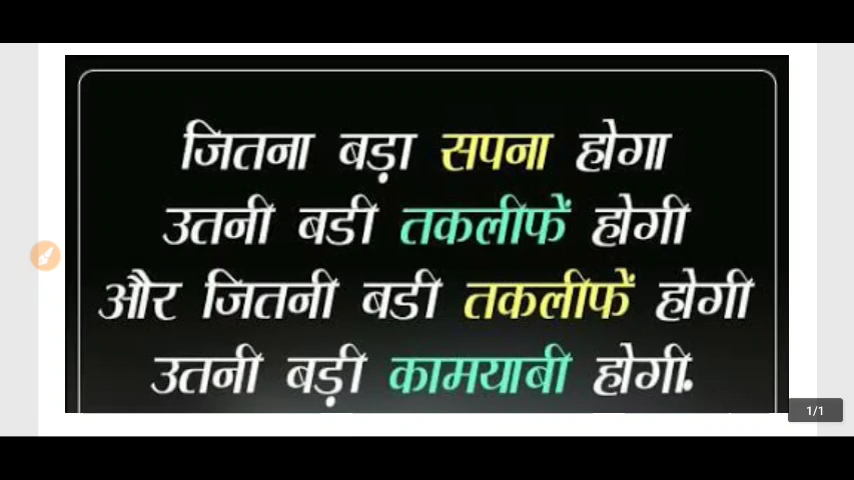 जितना बड़ा सपना होगा
उतनी बडी तकलीफें होगी
और जितनी बडी तकलीफें होगी
उतनी बड़ी कामयाबी होगी.
1/1